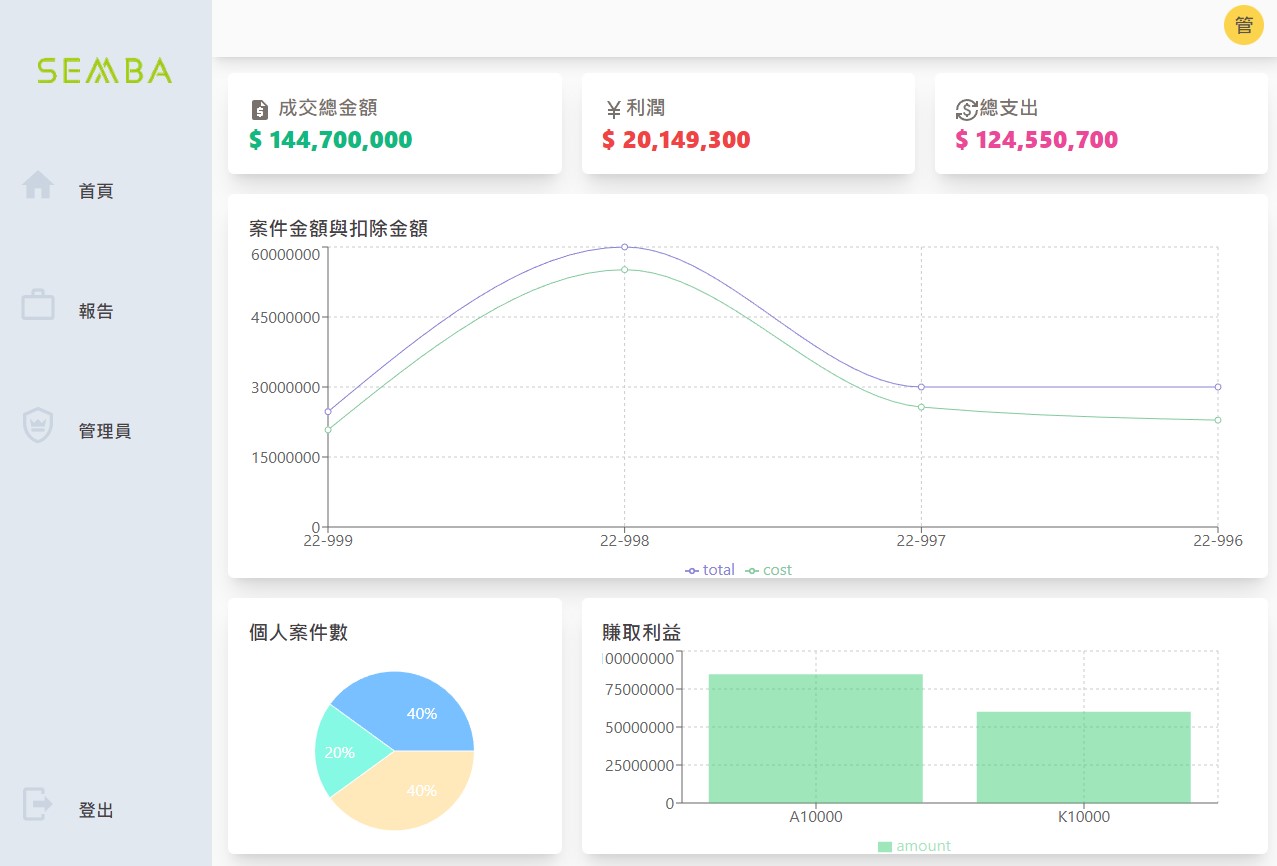 SEMBA
管
首頁
報告
管理員
登出
成交總金額
$ 144,700,000
利潤
$ 20,149,300
總支出
$ 124,550,700
案件金額與扣除金額
60000000
45000000
30000000
15000000
0
22-999
22-998
22-997
22-996
total
cost
個人案件數
40%
20%
40%
賺取利益
100000000
75000000
50000000
25000000
0
A10000
K10000
amount